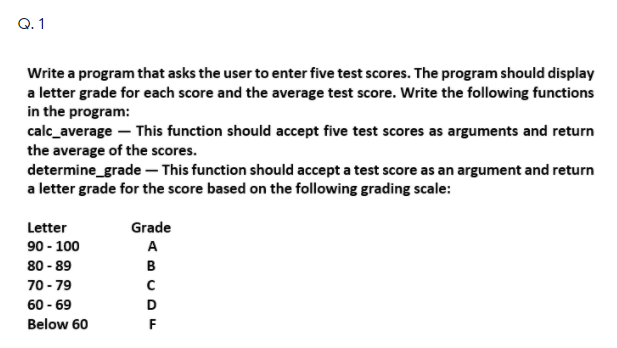 Q. 1
Write a program that asks the user to enter five test scores. The program should display
a letter grade for each score and the average test score. Write the following functions
in the program:
calc_average — This function should accept five test scores as arguments and return
the average of the scores.
determine_grade — This function should accept a test score as an argument and return
a letter grade for the score based on the following grading scale:
Letter Grade
90 - 100 A
80 - 89 B
70 - 79 C
60 - 69 D
Below 60 F